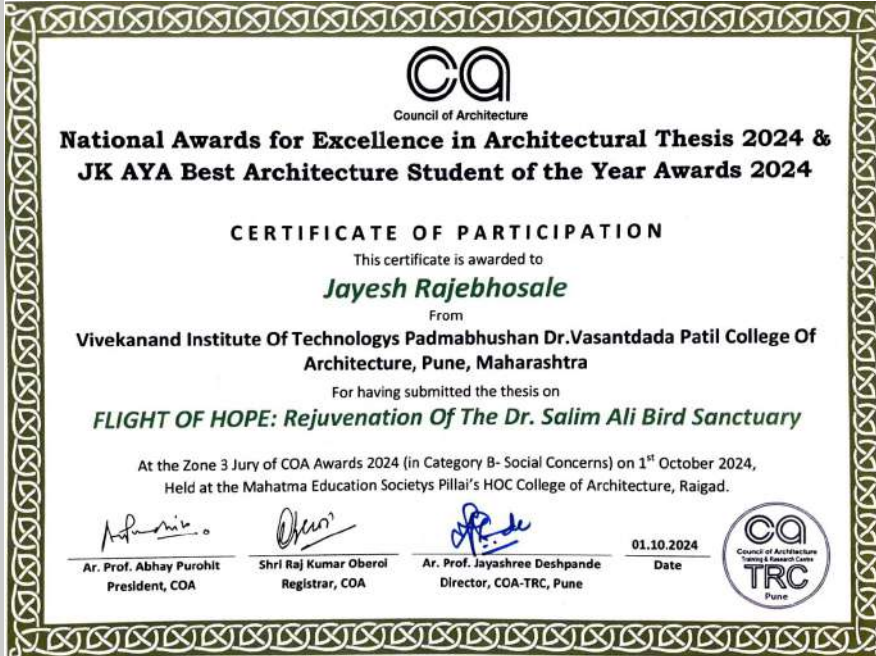 ca
Council of Architecture
National Awards for Excellence in Architectural Thesis 2024 &
JK AYA Best Architecture Student of the Year Awards 2024
CERTIFICATE OF PARTICIPATION
This certificate is awarded to
Jayesh Rajebhosale
From
Vivekanand Institute Of Technologys Padmabhushan Dr.Vasantdada Patil College Of
Architecture, Pune, Maharashtra
For having submitted the thesis on
FLIGHT OF HOPE: Rejuvenation Of The Dr. Salim Ali Bird Sanctuary
At the Zone 3 Jury of COA Awards 2024 (in Category B- Social Concerns) on 1st October 2024,
Held at the Mahatma Education Societys Pillai's HOC College of Architecture, Raigad.
Ar. Prof. Abhay Purohit
President, COA
Shri Raj Kumar Oberoi
Registrar, COA
Ar. Prof. Jayashree Deshpande
Director, COA-TRC, Pune
01.10.2024
Date
ca
Council of Architecture
Training & Research Centre
TRC
Pune